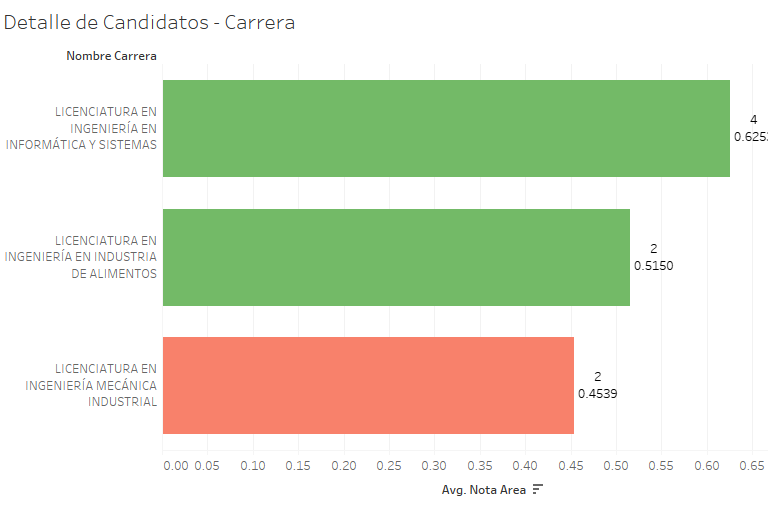 Detalle de Candidatos - Carrera
Nombre Carrera
LICENCIATURA EN
INGENIERÍA EN
INFORMÁTICA Y SISTEMAS
4
LICENCIATURA EN
INGENIERÍA EN INDUSTRIA
DE ALIMENTOS
2
0.5150
LICENCIATURA EN
INGENIERÍA MECÁNICA
INDUSTRIAL
2
0.4539
0.00 0.05 0.10 0.15 0.20 0.25 0.30 0.35 0.40 0.45 0.50 0.55 0.60 0.65
Avg. Nota Area